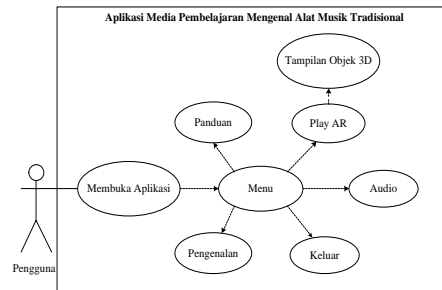 Aplikasi Media Pembelajaran Mengenal Alat Musik Tradisional
Tampilan Objek 3D
Panduan
Play AR
Membuka Aplikasi
Menu
Audio
Pengenalan
Keluar
Pengguna